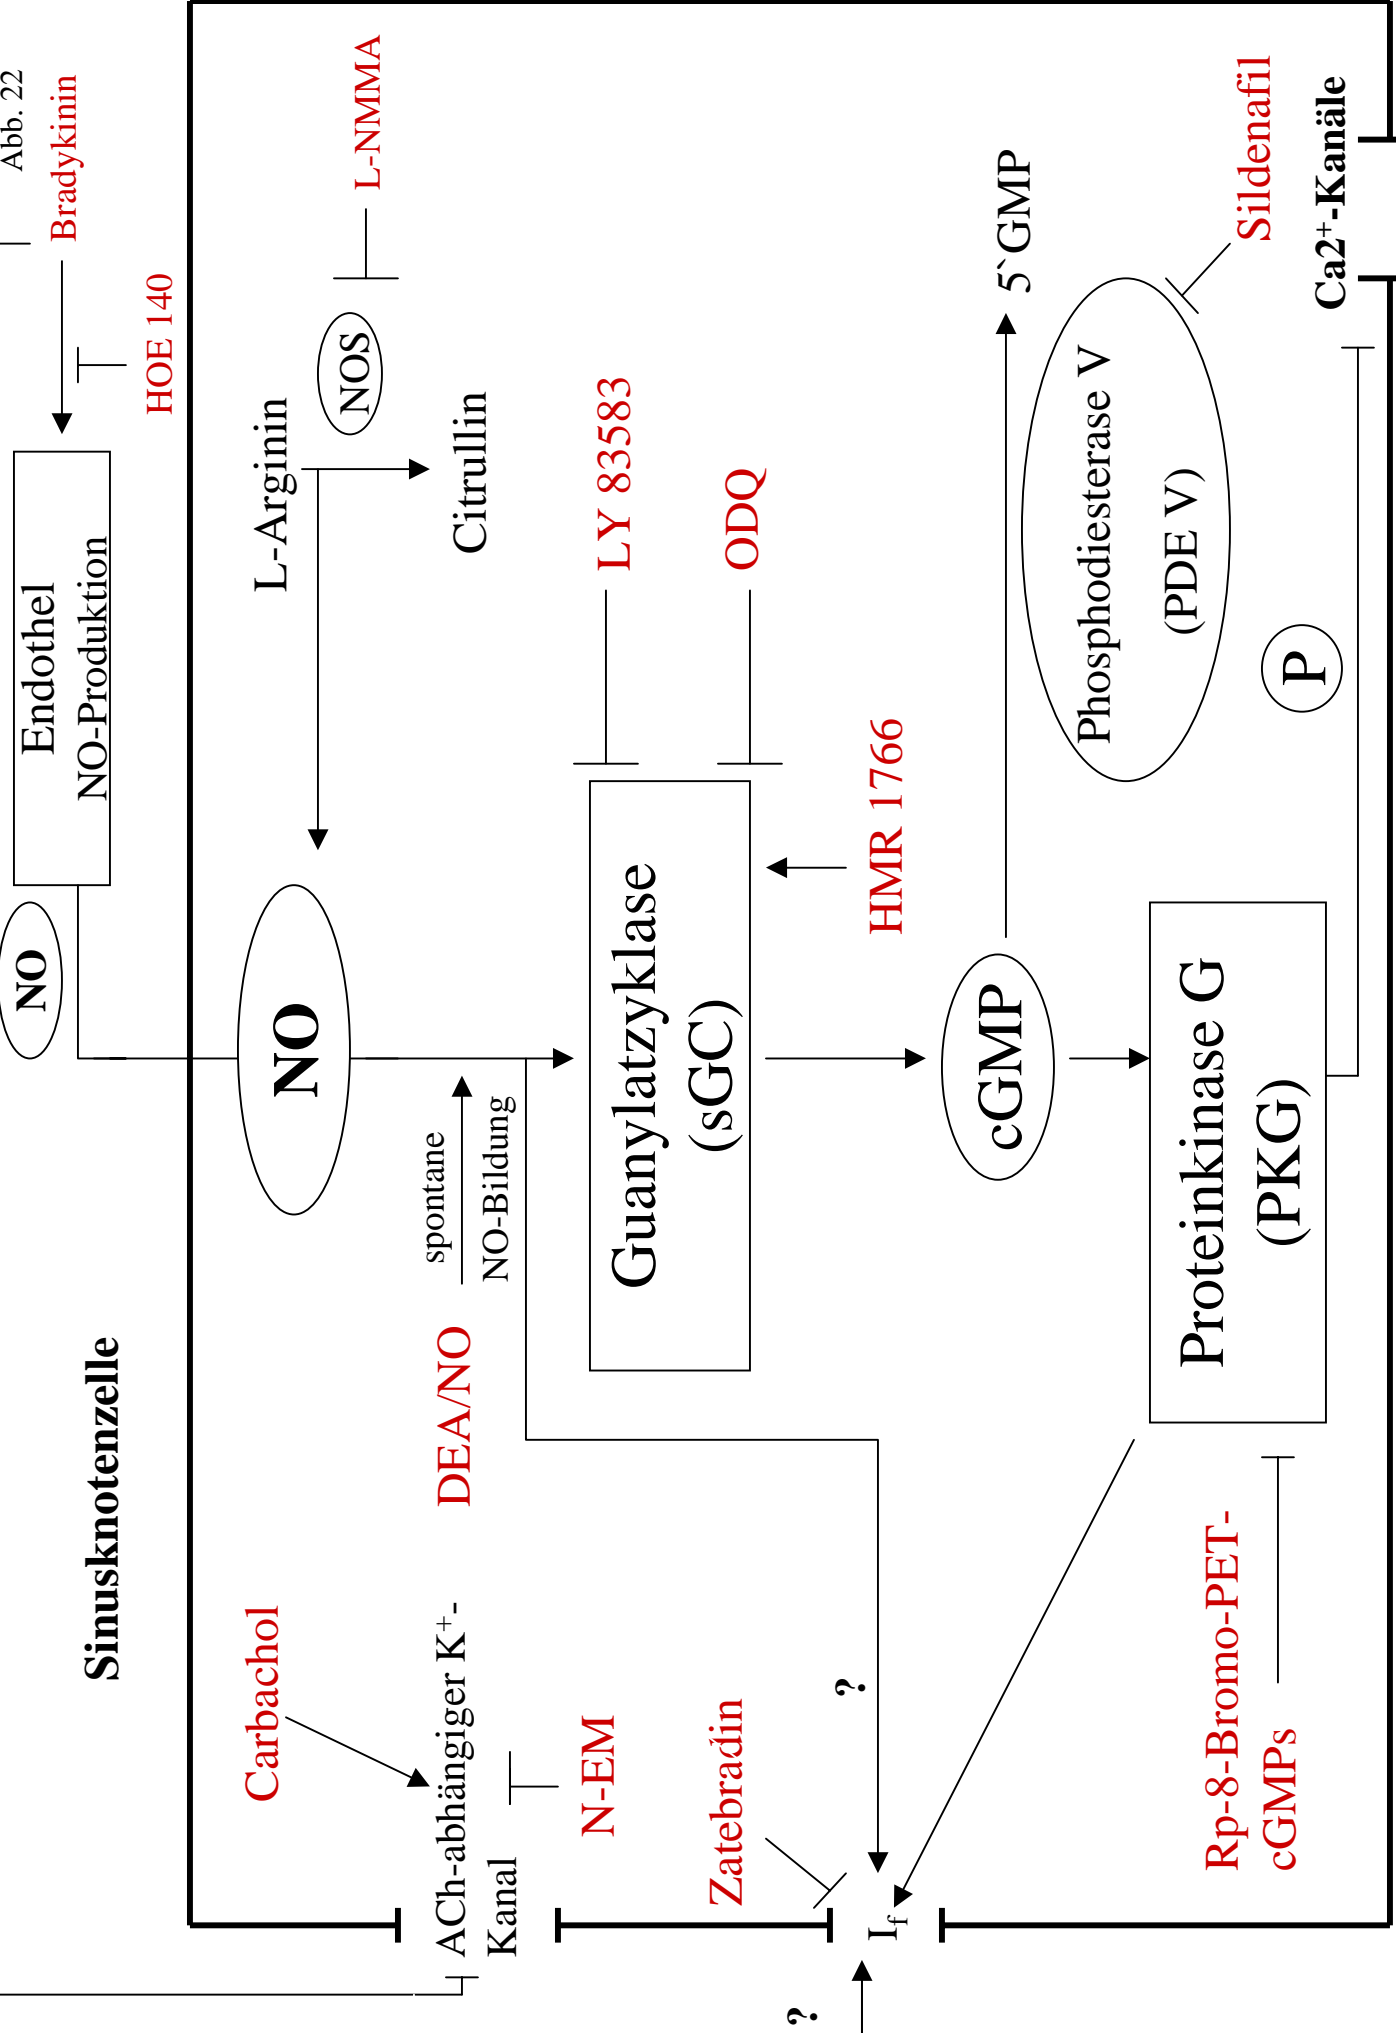 Abb. 22
Bradykinin
HOE 140
Endothel
NO-Produktion
NO
Sinusknotenzelle
L-NMMA
NOS
L-Arginin
Citrullin
NO
spontane
NO-Bildung
DEA/NO
Carbachol
ACh-abhängiger K+-
Kanal
N-EM
LY 83583
ODQ
Guanylatzyklase
(sGC)
HMR 1766
Zatebradin
?
If
?
cGMP
5`GMP
Phosphodiesterase V
(PDE V)
Sildenafil
P
Ca2+-Kanäle
Proteinkinase G
(PKG)
Rp-8-Bromo-PET-
cGMPs